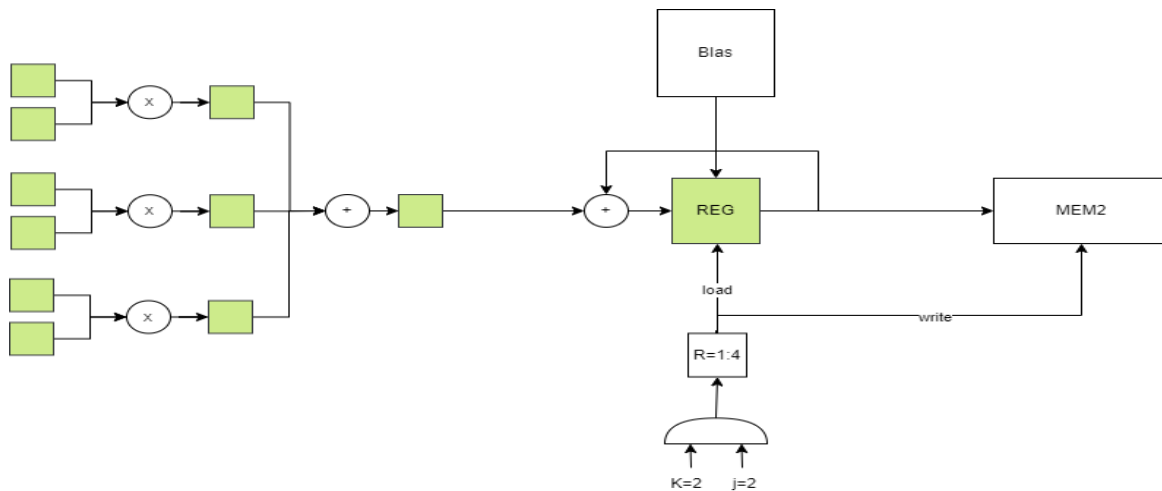 BIas
x
x
+
+
REG
MEM2
x
load
write
R=1:4
K=2
j=2